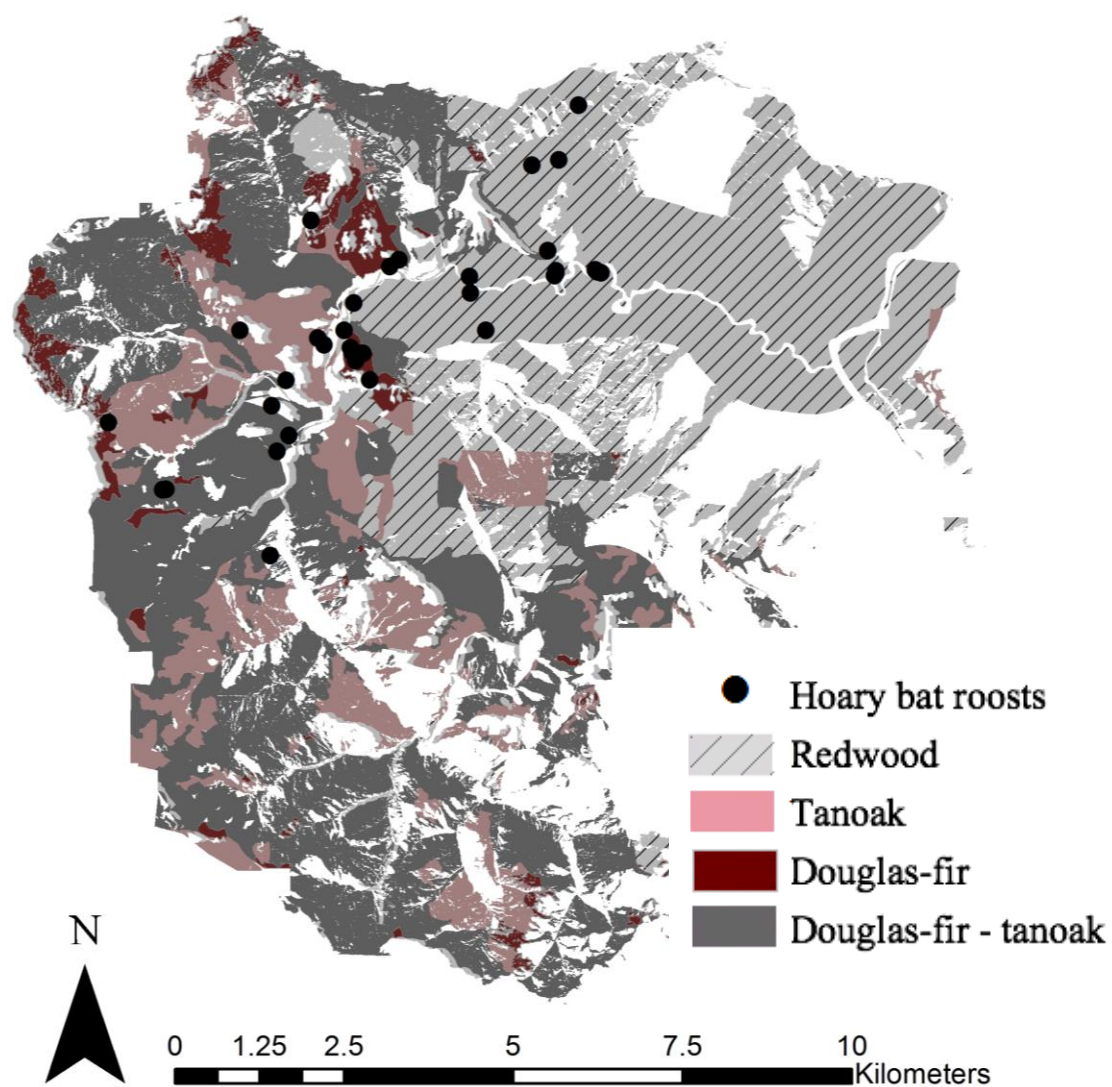 Hoary bat roosts
Redwood
Tanoak
Douglas-fir
Douglas-fir - tanoak
N
0 1.25 2.5 5 7.5 10
Kilometers